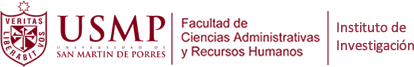 VERITAS
LIBERABIT VOS
USMP
UNIVERSIDAD DE
SAN MARTIN DE PORRES
Facultad de
Ciencias Administrativas
y Recursos Humanos
Instituto de
Investigación